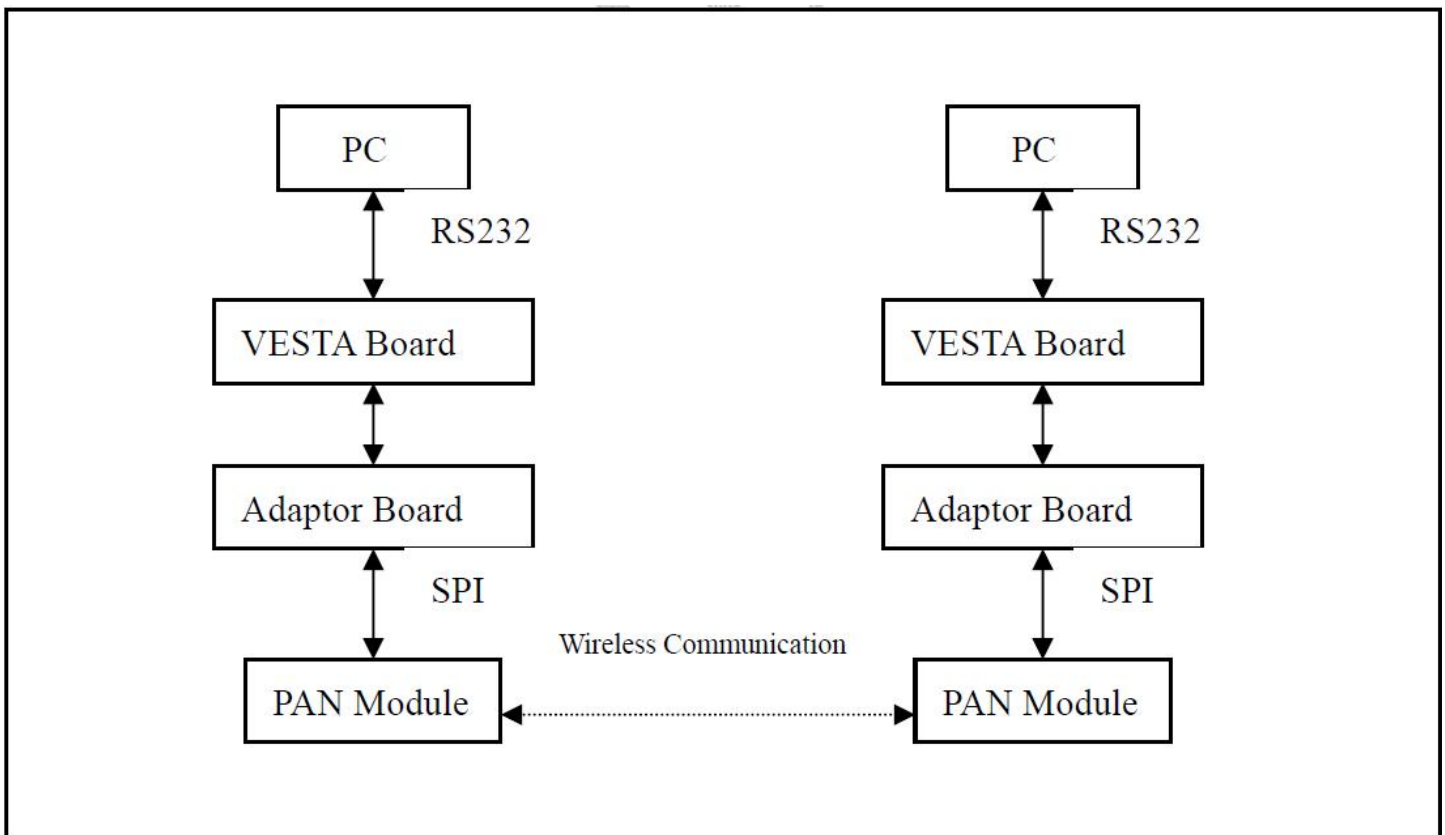 PC
RS232
VESTA Board
Adaptor Board
SPI
PAN Module
Wireless Communication
PC
RS232
VESTA Board
Adaptor Board
SPI
PAN Module